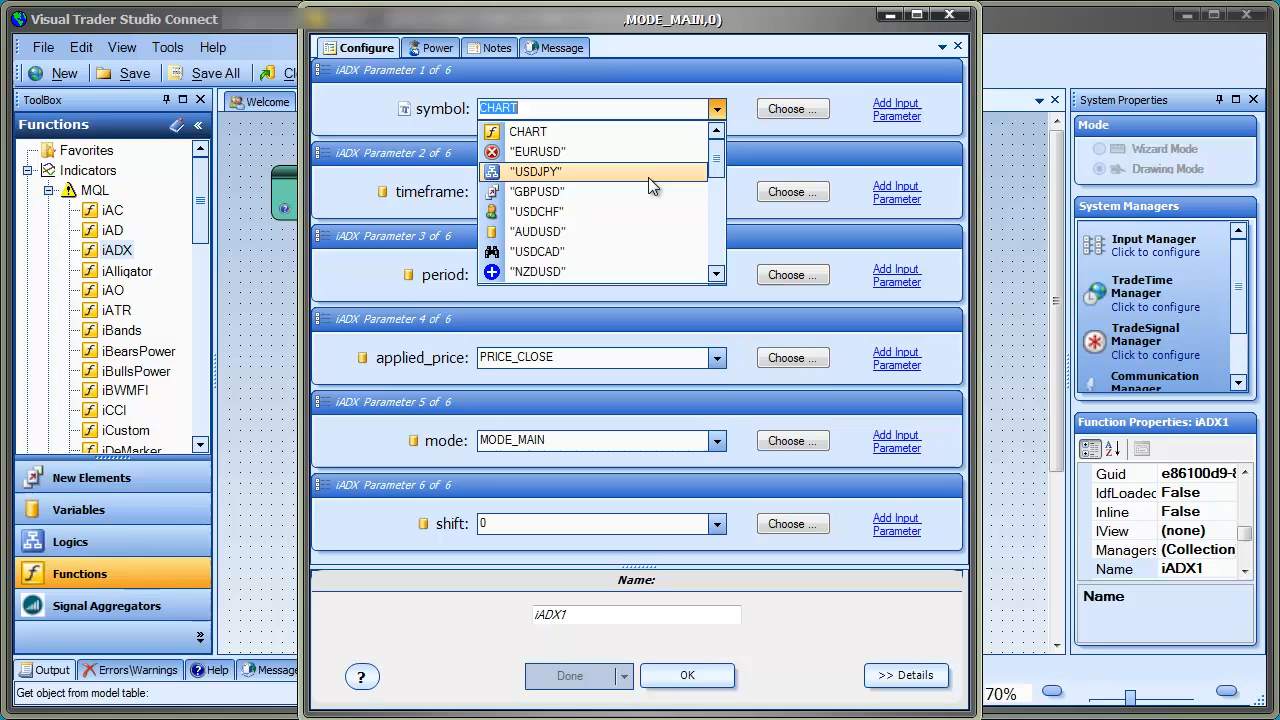 Visual Trader Studio Connect
,MODE_MAIN,0)
File Edit View Tools Help
New Save Save All
ToolBox
Functions
Favorites
Indicators
MQL
iAC
iAD
iADX
iAlligator
iAO
iATR
iBands
iBearsPower
iBullsPower
iBWMFI
iCCI
iCustom
iDeMarker
New Elements
Variables
Logics
Functions
Signal Aggregators
Output Errors\Warnings Help Message
Get object from model table:
Welcome
Configure Power Notes Message
iADX Parameter 1 of 6
symbol: CHART Choose ... Add Input
Parameter
CHART
"EURUSD"
"USDJPY"
"GBPUSD"
"USDCHF"
"AUDUSD"
"USDCAD"
"NZDUSD"
iADX Parameter 2 of 6
timeframe: Choose ... Add Input
Parameter
iADX Parameter 3 of 6
period: Choose ... Add Input
Parameter
iADX Parameter 4 of 6
applied_price: PRICE_CLOSE Choose ... Add Input
Parameter
iADX Parameter 5 of 6
mode: MODE_MAIN Choose ... Add Input
Parameter
iADX Parameter 6 of 6
shift: 0 Choose ... Add Input
Parameter
Name:
iADX1
? Done OK >> Details
System Properties
Mode
Wizard Mode
Drawing Mode
System Managers
Input Manager
Click to configure
TradeTime
Manager
Click to configure
TradeSignal
Manager
Click to configure
Communication
Manager
Function Properties: iADX1
Guid e86100d9-8
IdfLoaded False
Inline False
IView (none)
Managers (Collection
Name iADX1
Name
70%